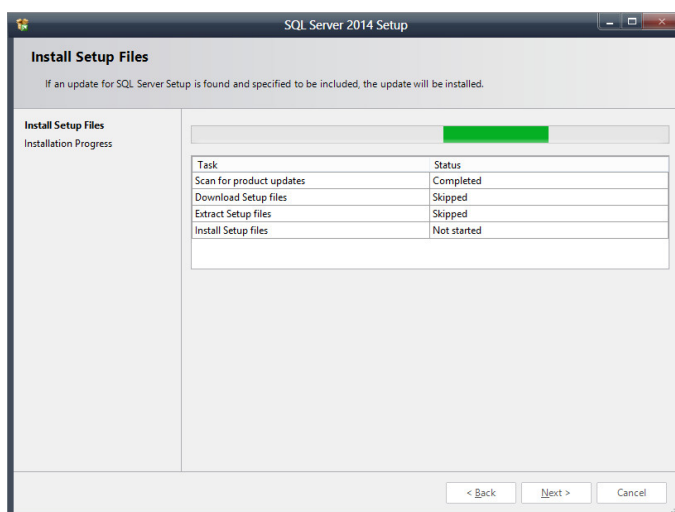 SQL Server 2014 Setup
Install Setup Files
If an update for SQL Server Setup is found and specified to be included, the update will be installed.
Install Setup Files
Installation Progress
Task Status
Scan for product updates Completed
Download Setup files Skipped
Extract Setup files Skipped
Install Setup files Not started
< Back Next > Cancel